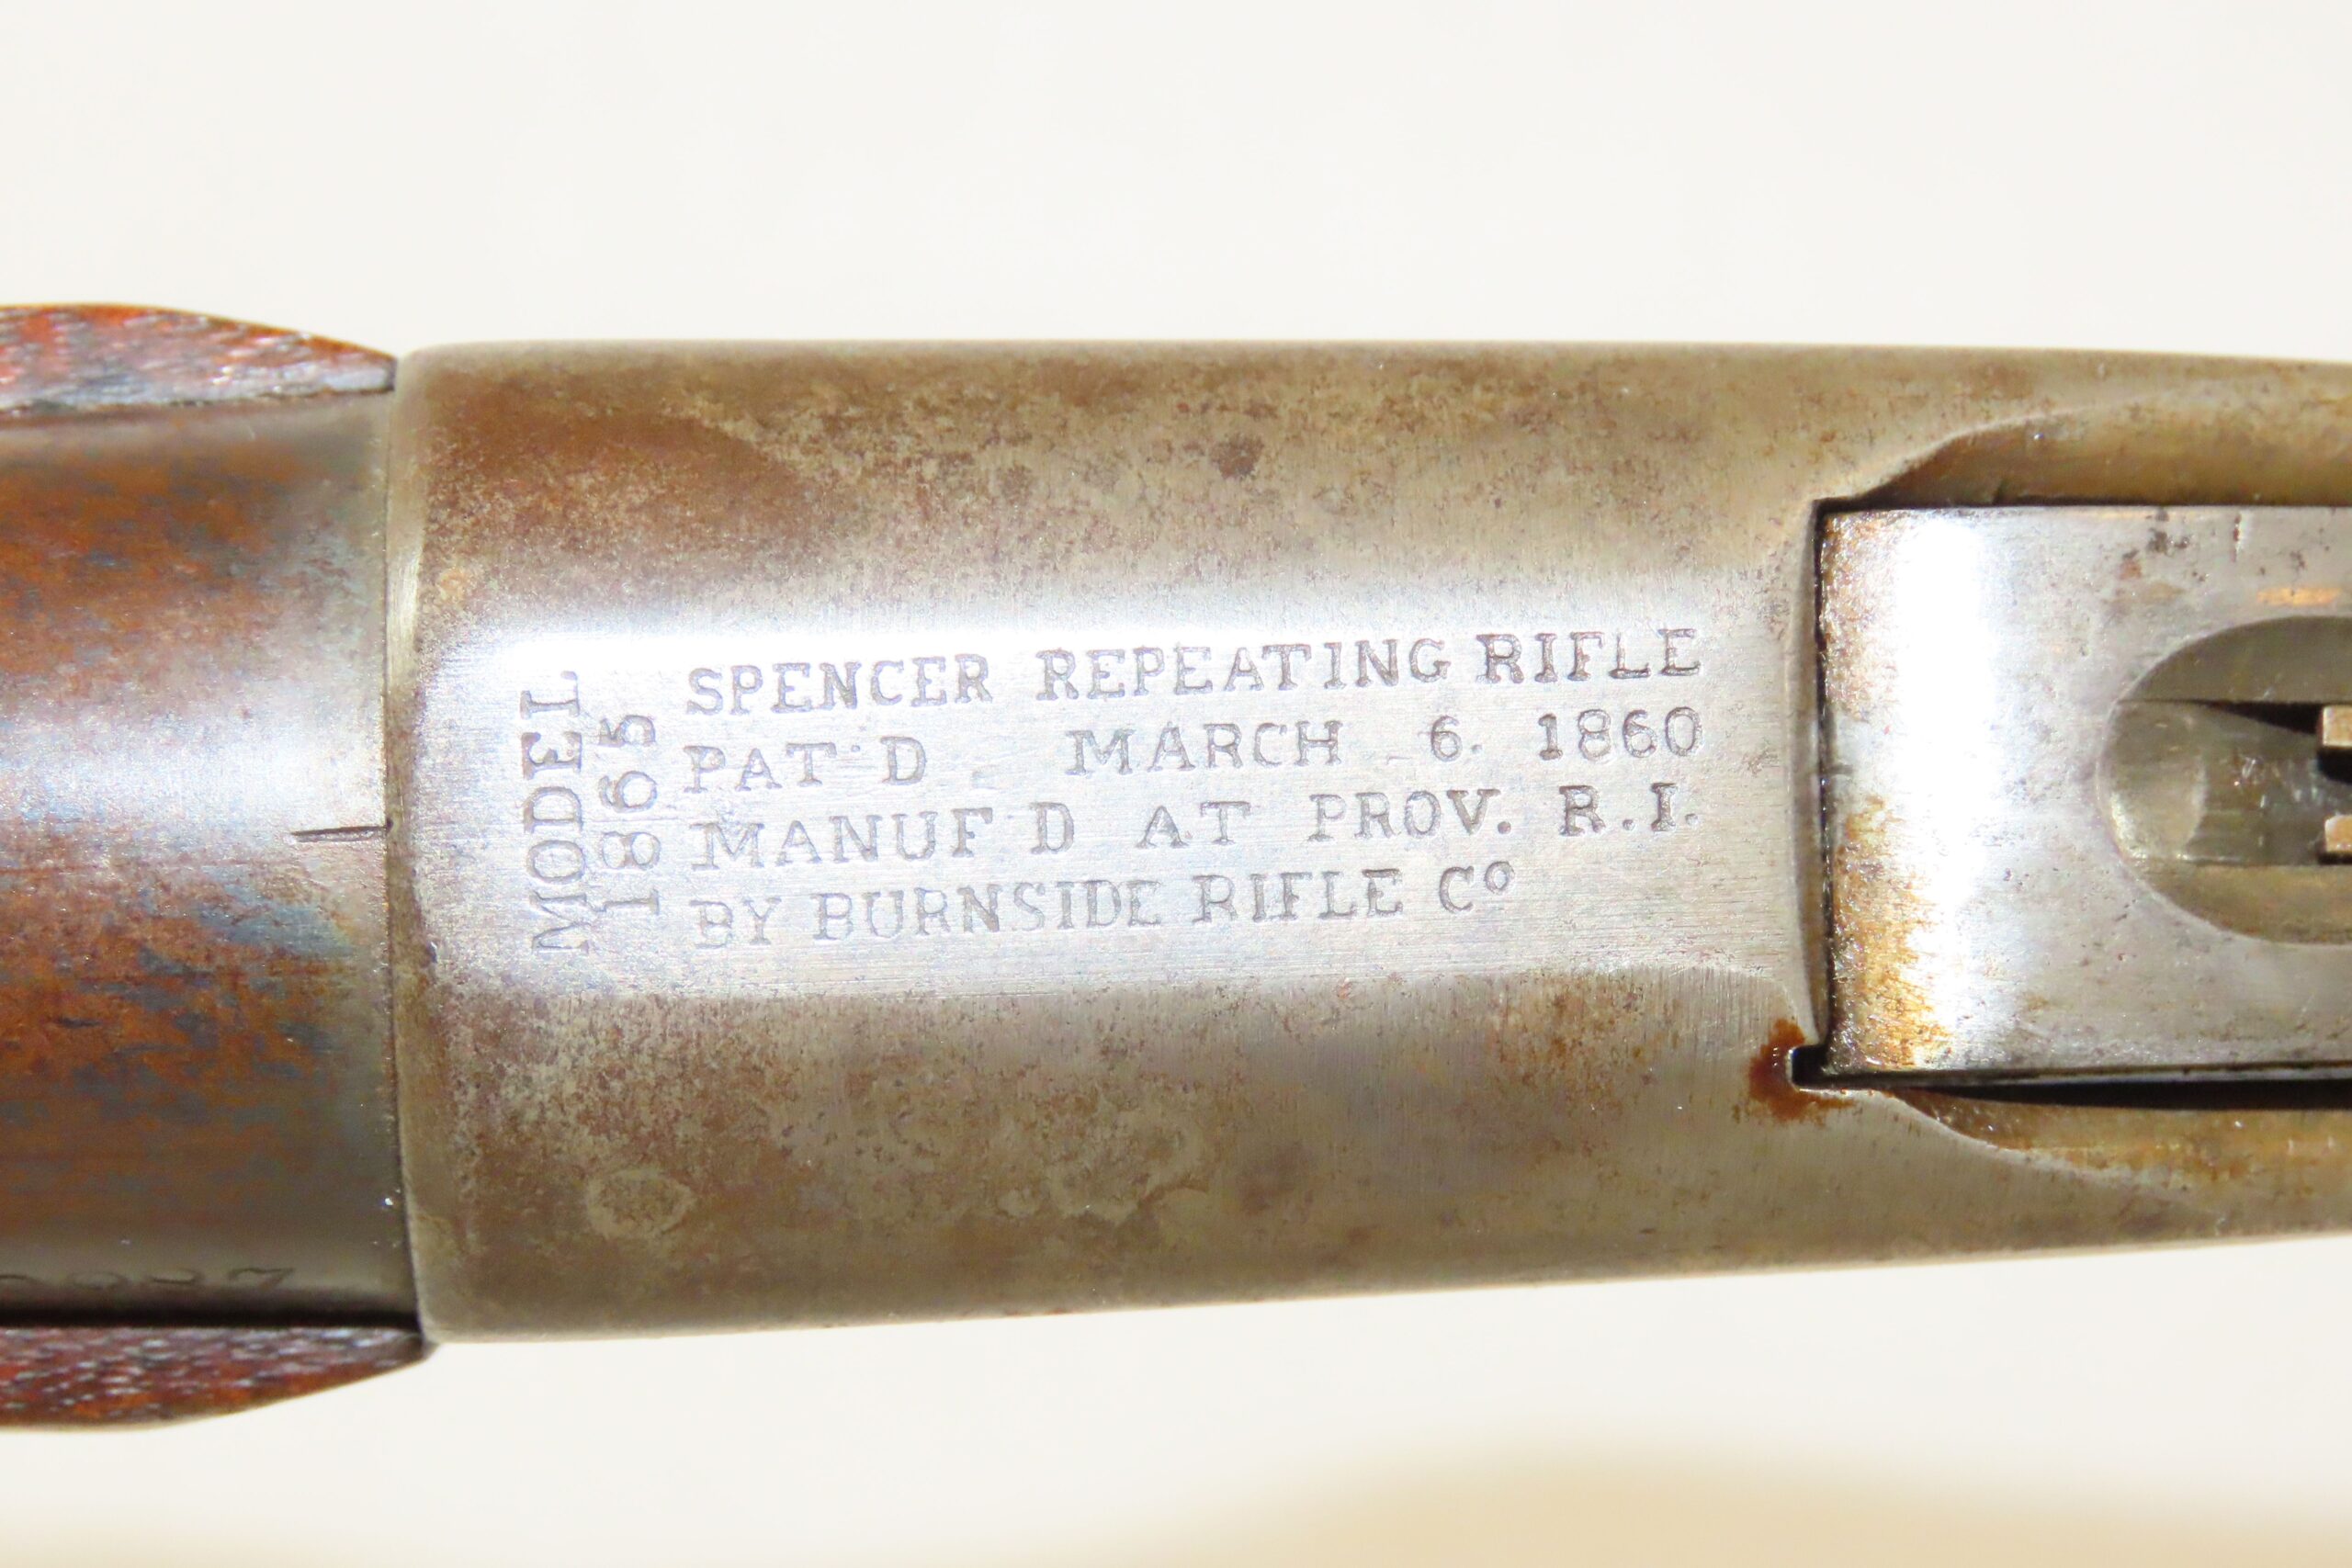 MODEL
1865
SPENCER REPEATING RIFLE
PAT'D MARCH 6. 1860
MANUF'D AT PROV. R.I.
BY BURNSIDE RIFLE Cº